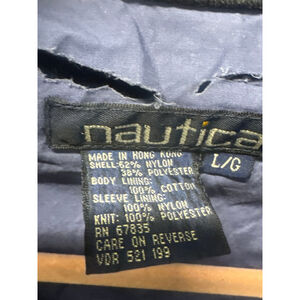 nautica
L/G
MADE IN HONG KONG
SHELL:62% NYLON
38% POLYESTER
BODY LINING:
100% COTTON
SLEEVE LINING:
100% NYLON
KNIT: 100% POLYESTER
RN 67835
CARE ON REVERSE
VDR 521 199